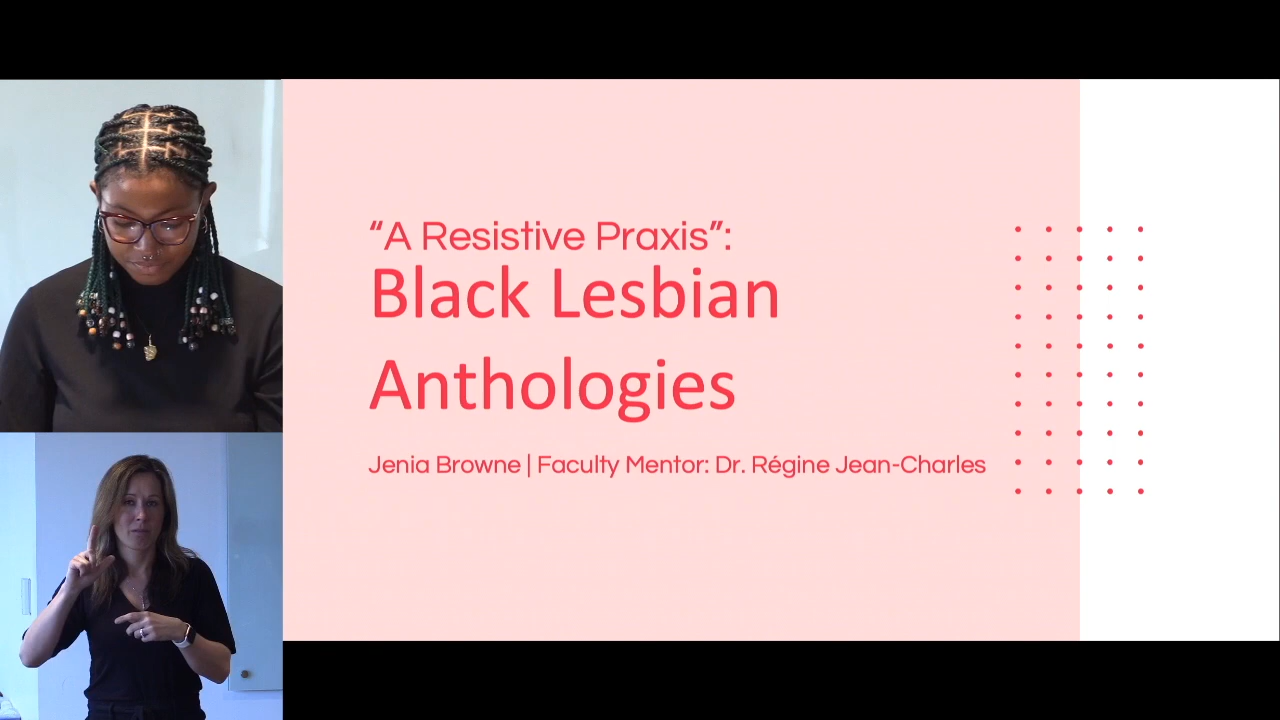 “A Resistive Praxis”:
Black Lesbian
Anthologies
Jenia Browne | Faculty Mentor: Dr. Régine Jean-Charles